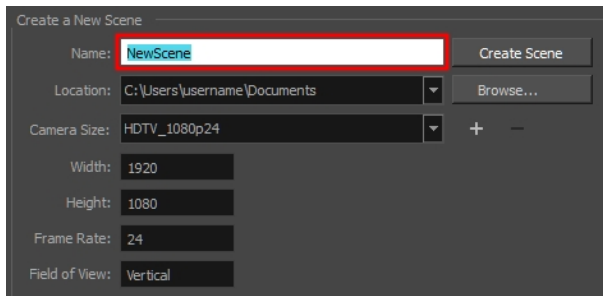 Create a New Scene
Name: NewScene Create Scene
Location: C:\Users\username\Documents Browse...
Camera Size: HDTV_1080p24
Width: 1920
Height: 1080
Frame Rate: 24
Field of View: Vertical